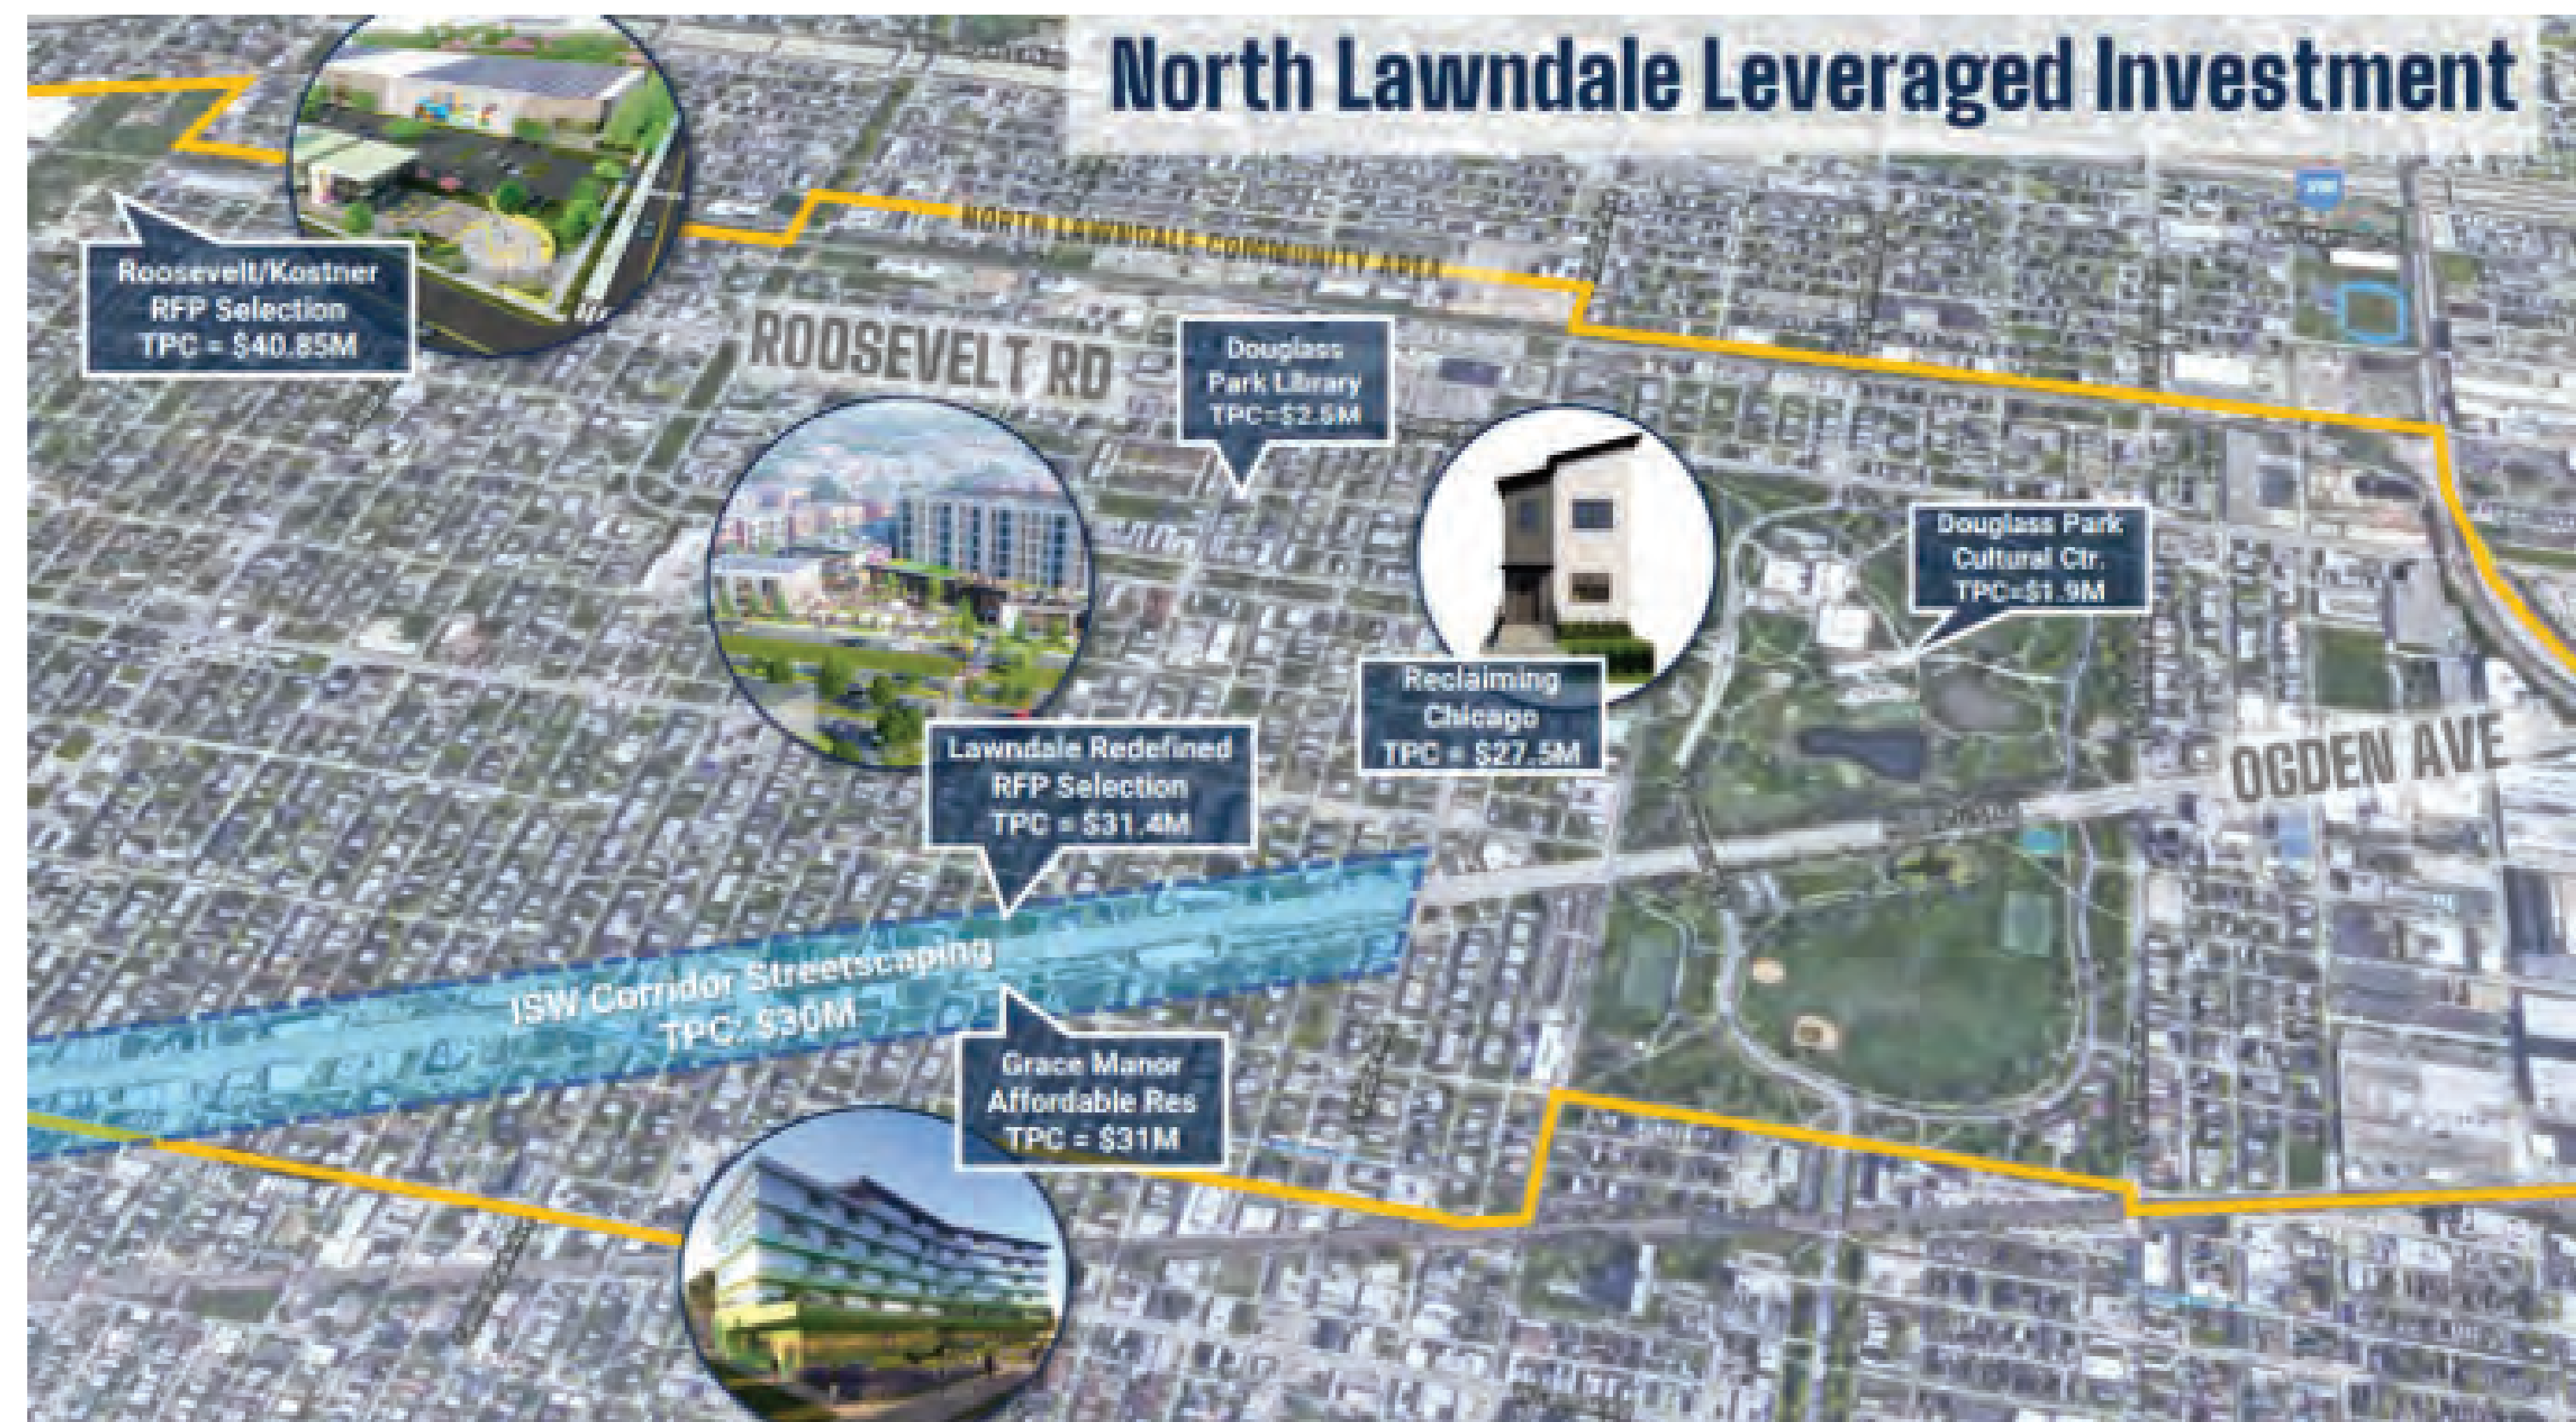 North Lawndale Leveraged Investment
NORTH LAWNDALE COMMUNITY AREA
Roosevelt/Kostner
RFP Selection
TPC = $40.85M
ROOSEVELT RD
Douglass
Park Library
TPC=$2.5M
Douglass Park
Cultural Ctr.
TPC=$1.9M
Reclaiming
Chicago
TPC = $27.5M
OGDEN AVE
Lawndale Redefined
RFP Selection
TPC = $31.4M
ISW Corridor Streetscaping
TPC: $30M
Grace Manor
Affordable Res
TPC = $31M